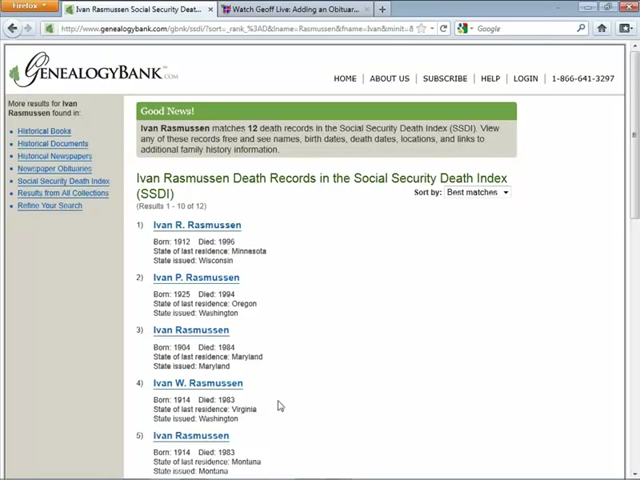 Firefox
Ivan Rasmussen Social Security Deat...
Watch Geoff Live: Adding an Obituar...
www.genealogybank.com/gbnk/ssdi/?sort=_rank_%3AD&lname=Rasmussen&fname=Ivan&minit=&
Google
GENEALOGYBANK.COM
HOME ABOUT US SUBSCRIBE HELP LOGIN 1-866-641-3297
More results for Ivan
Rasmussen found in:
Historical Books
Historical Documents
Historical Newspapers
Newspaper Obituaries
Social Security Death Index
Results from All Collections
Refine Your Search
Good News!
Ivan Rasmussen matches 12 death records in the Social Security Death Index (SSDI). View
any of these records free and see names, birth dates, death dates, locations, and links to
additional family history information.
Ivan Rasmussen Death Records in the Social Security Death Index
(SSDI)
Sort by: Best matches
(Results 1 - 10 of 12)
1) Ivan R. Rasmussen
Born: 1912 Died: 1996
State of last residence: Minnesota
State issued: Wisconsin
2) Ivan P. Rasmussen
Born: 1925 Died: 1994
State of last residence: Oregon
State issued: Washington
3) Ivan Rasmussen
Born: 1904 Died: 1984
State of last residence: Maryland
State issued: Maryland
4) Ivan W. Rasmussen
Born: 1914 Died: 1983
State of last residence: Virginia
State issued: Washington
5) Ivan Rasmussen
Born: 1914 Died: 1983
State of last residence: Montana
State issued: Montana